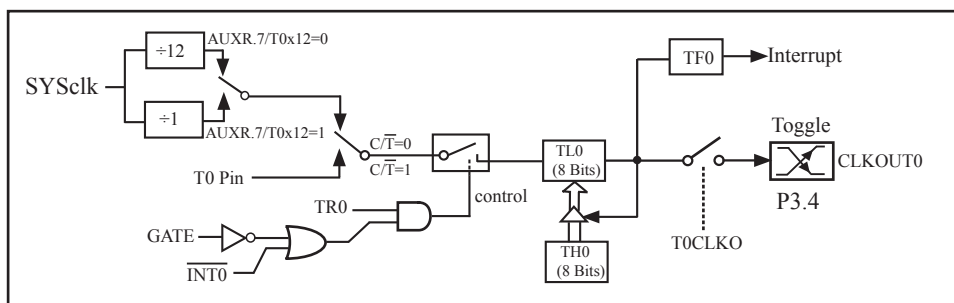 ÷12
AUXR.7/T0x12=0
SYSclk
÷1
AUXR.7/T0x12=1
T0 Pin
C/T̅=0
C/T̅=1
control
TR0
GATE
I̅N̅T̅0̅
TL0
(8 Bits)
TH0
(8 Bits)
TF0
Interrupt
Toggle
CLKOUT0
P3.4
T0CLKO